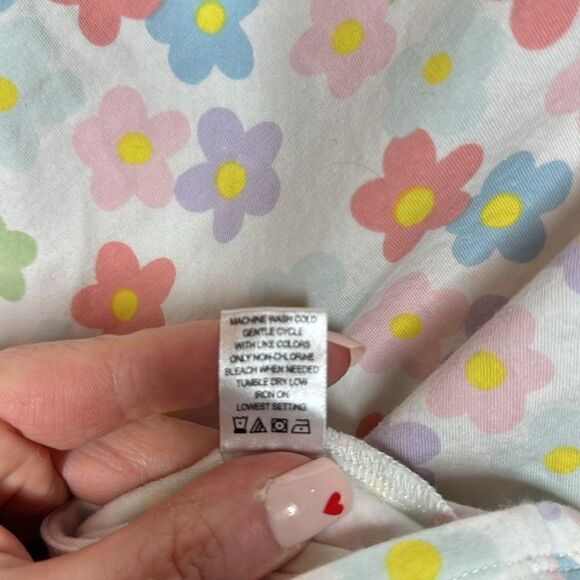 MACHINE WASH COLD
GENTLE CYCLE
WITH LIKE COLORS
ONLY NON-CHLORINE
BLEACH WHEN NEEDED
TUMBLE DRY LOW
IRON ON
LOWEST SETTING